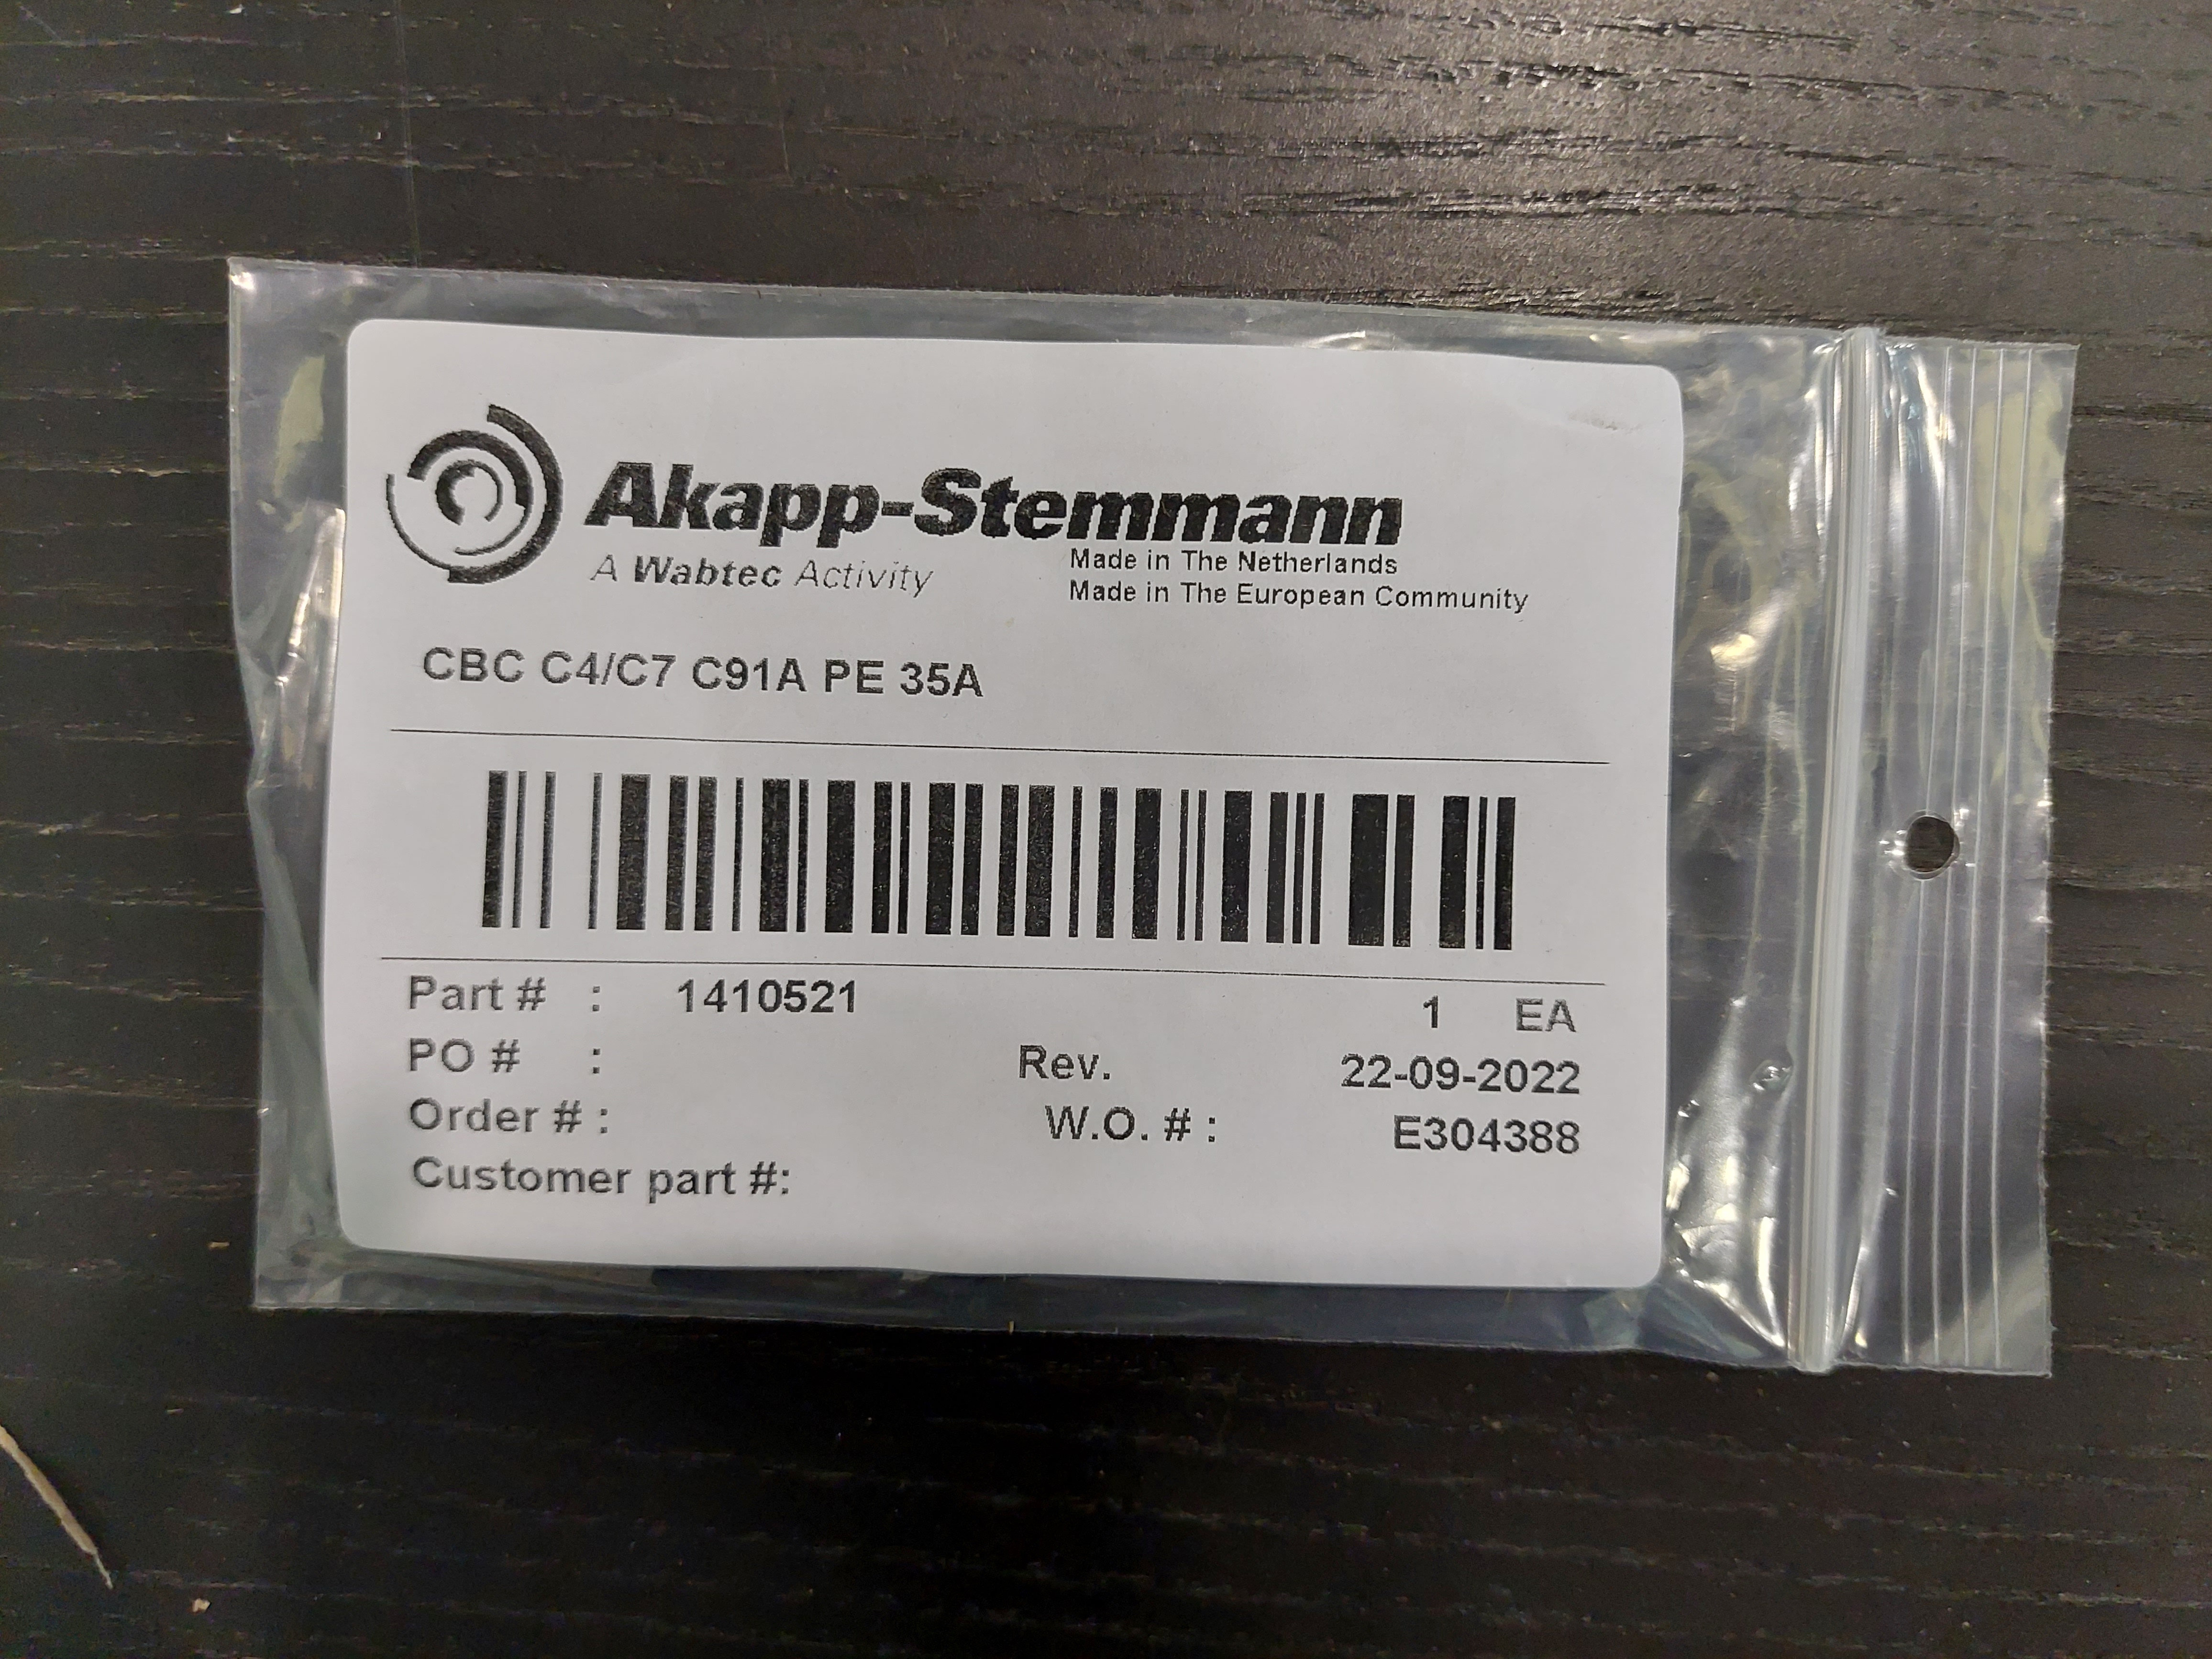 Akapp-Stemmann
A Wabtec Activity
Made in The Netherlands
Made in The European Community
CBC C4/C7 C91A PE 35A
Part # : 1410521 1 EA
PO # : Rev. 22-09-2022
Order # : W.O. # : E304388
Customer part #: